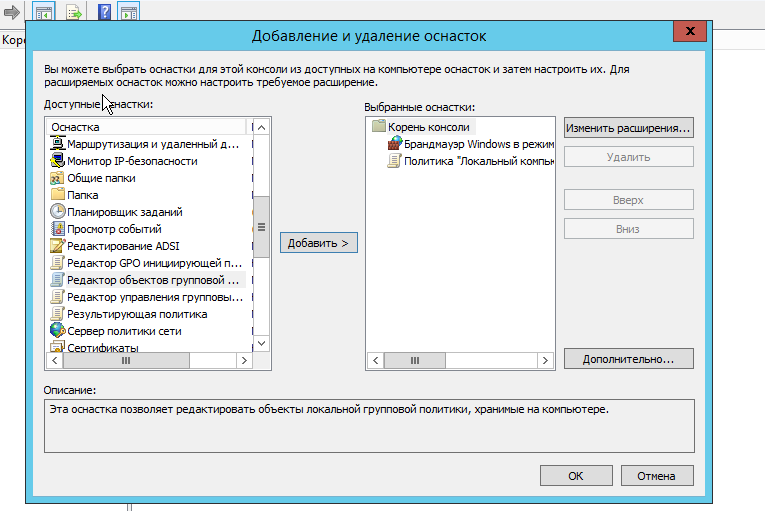 Коро
Добавление и удаление оснасток
x
Вы можете выбрать оснастки для этой консоли из доступных на компьютере оснасток и затем настроить их. Для
расширяемых оснасток можно настроить требуемое расширение.
Доступные оснастки:
Оснастка
Маршрутизация и удаленный д...
Монитор IP-безопасности
Общие папки
Папка
Планировщик заданий
Просмотр событий
Редактирование ADSI
Редактор GPO инициирующей п...
Редактор объектов групповой ...
Редактор управления групповы...
Результирующая политика
Сервер политики сети
Сертификаты
Добавить >
Выбранные оснастки:
Корень консоли
Брандмауэр Windows в режим
Политика "Локальный компь
Изменить расширения...
Удалить
Вверх
Вниз
Дополнительно...
Описание:
Эта оснастка позволяет редактировать объекты локальной групповой политики, хранимые на компьютере.
ОК
Отмена